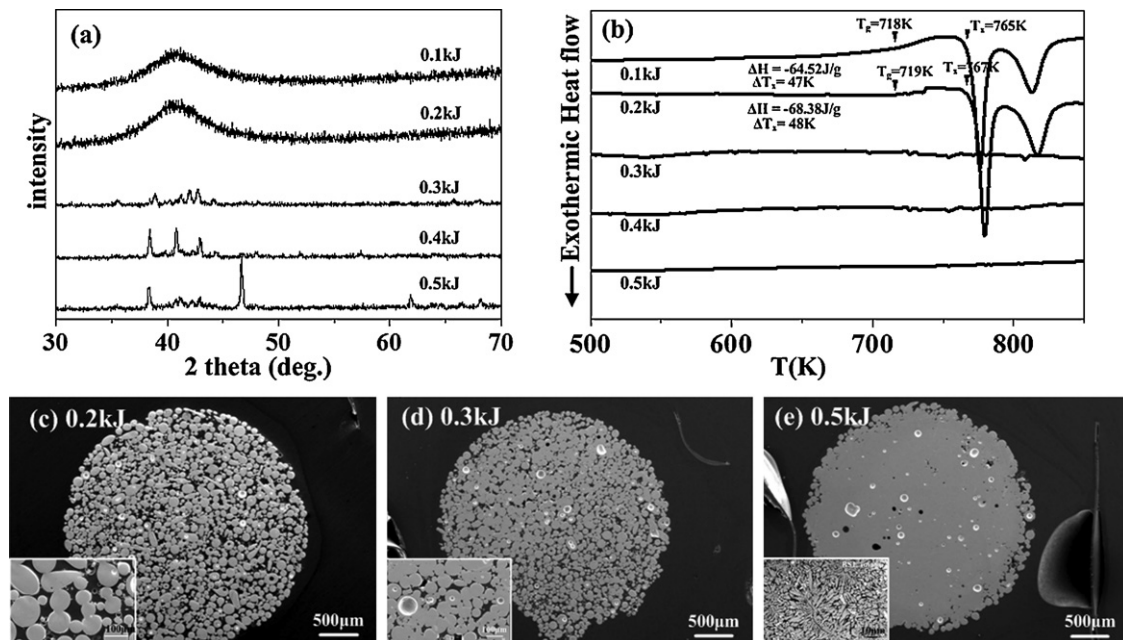 (a)
0.1kJ
0.2kJ
0.3kJ
0.4kJ
0.5kJ
intensity
30 40 50 60 70
2 theta (deg.)
(b)
Tg=718K
Tx=765K
0.1kJ
ΔH = -64.52J/g
ΔTx= 47K
Tg=719K
Tx=767K
0.2kJ
ΔH = -68.38J/g
ΔTx= 48K
0.3kJ
0.4kJ
0.5kJ
Exothermic Heat flow
500 600 700 800
T(K)
(c) 0.2kJ
100μm
500μm
(d) 0.3kJ
100μm
500μm
(e) 0.5kJ
10μm
500μm